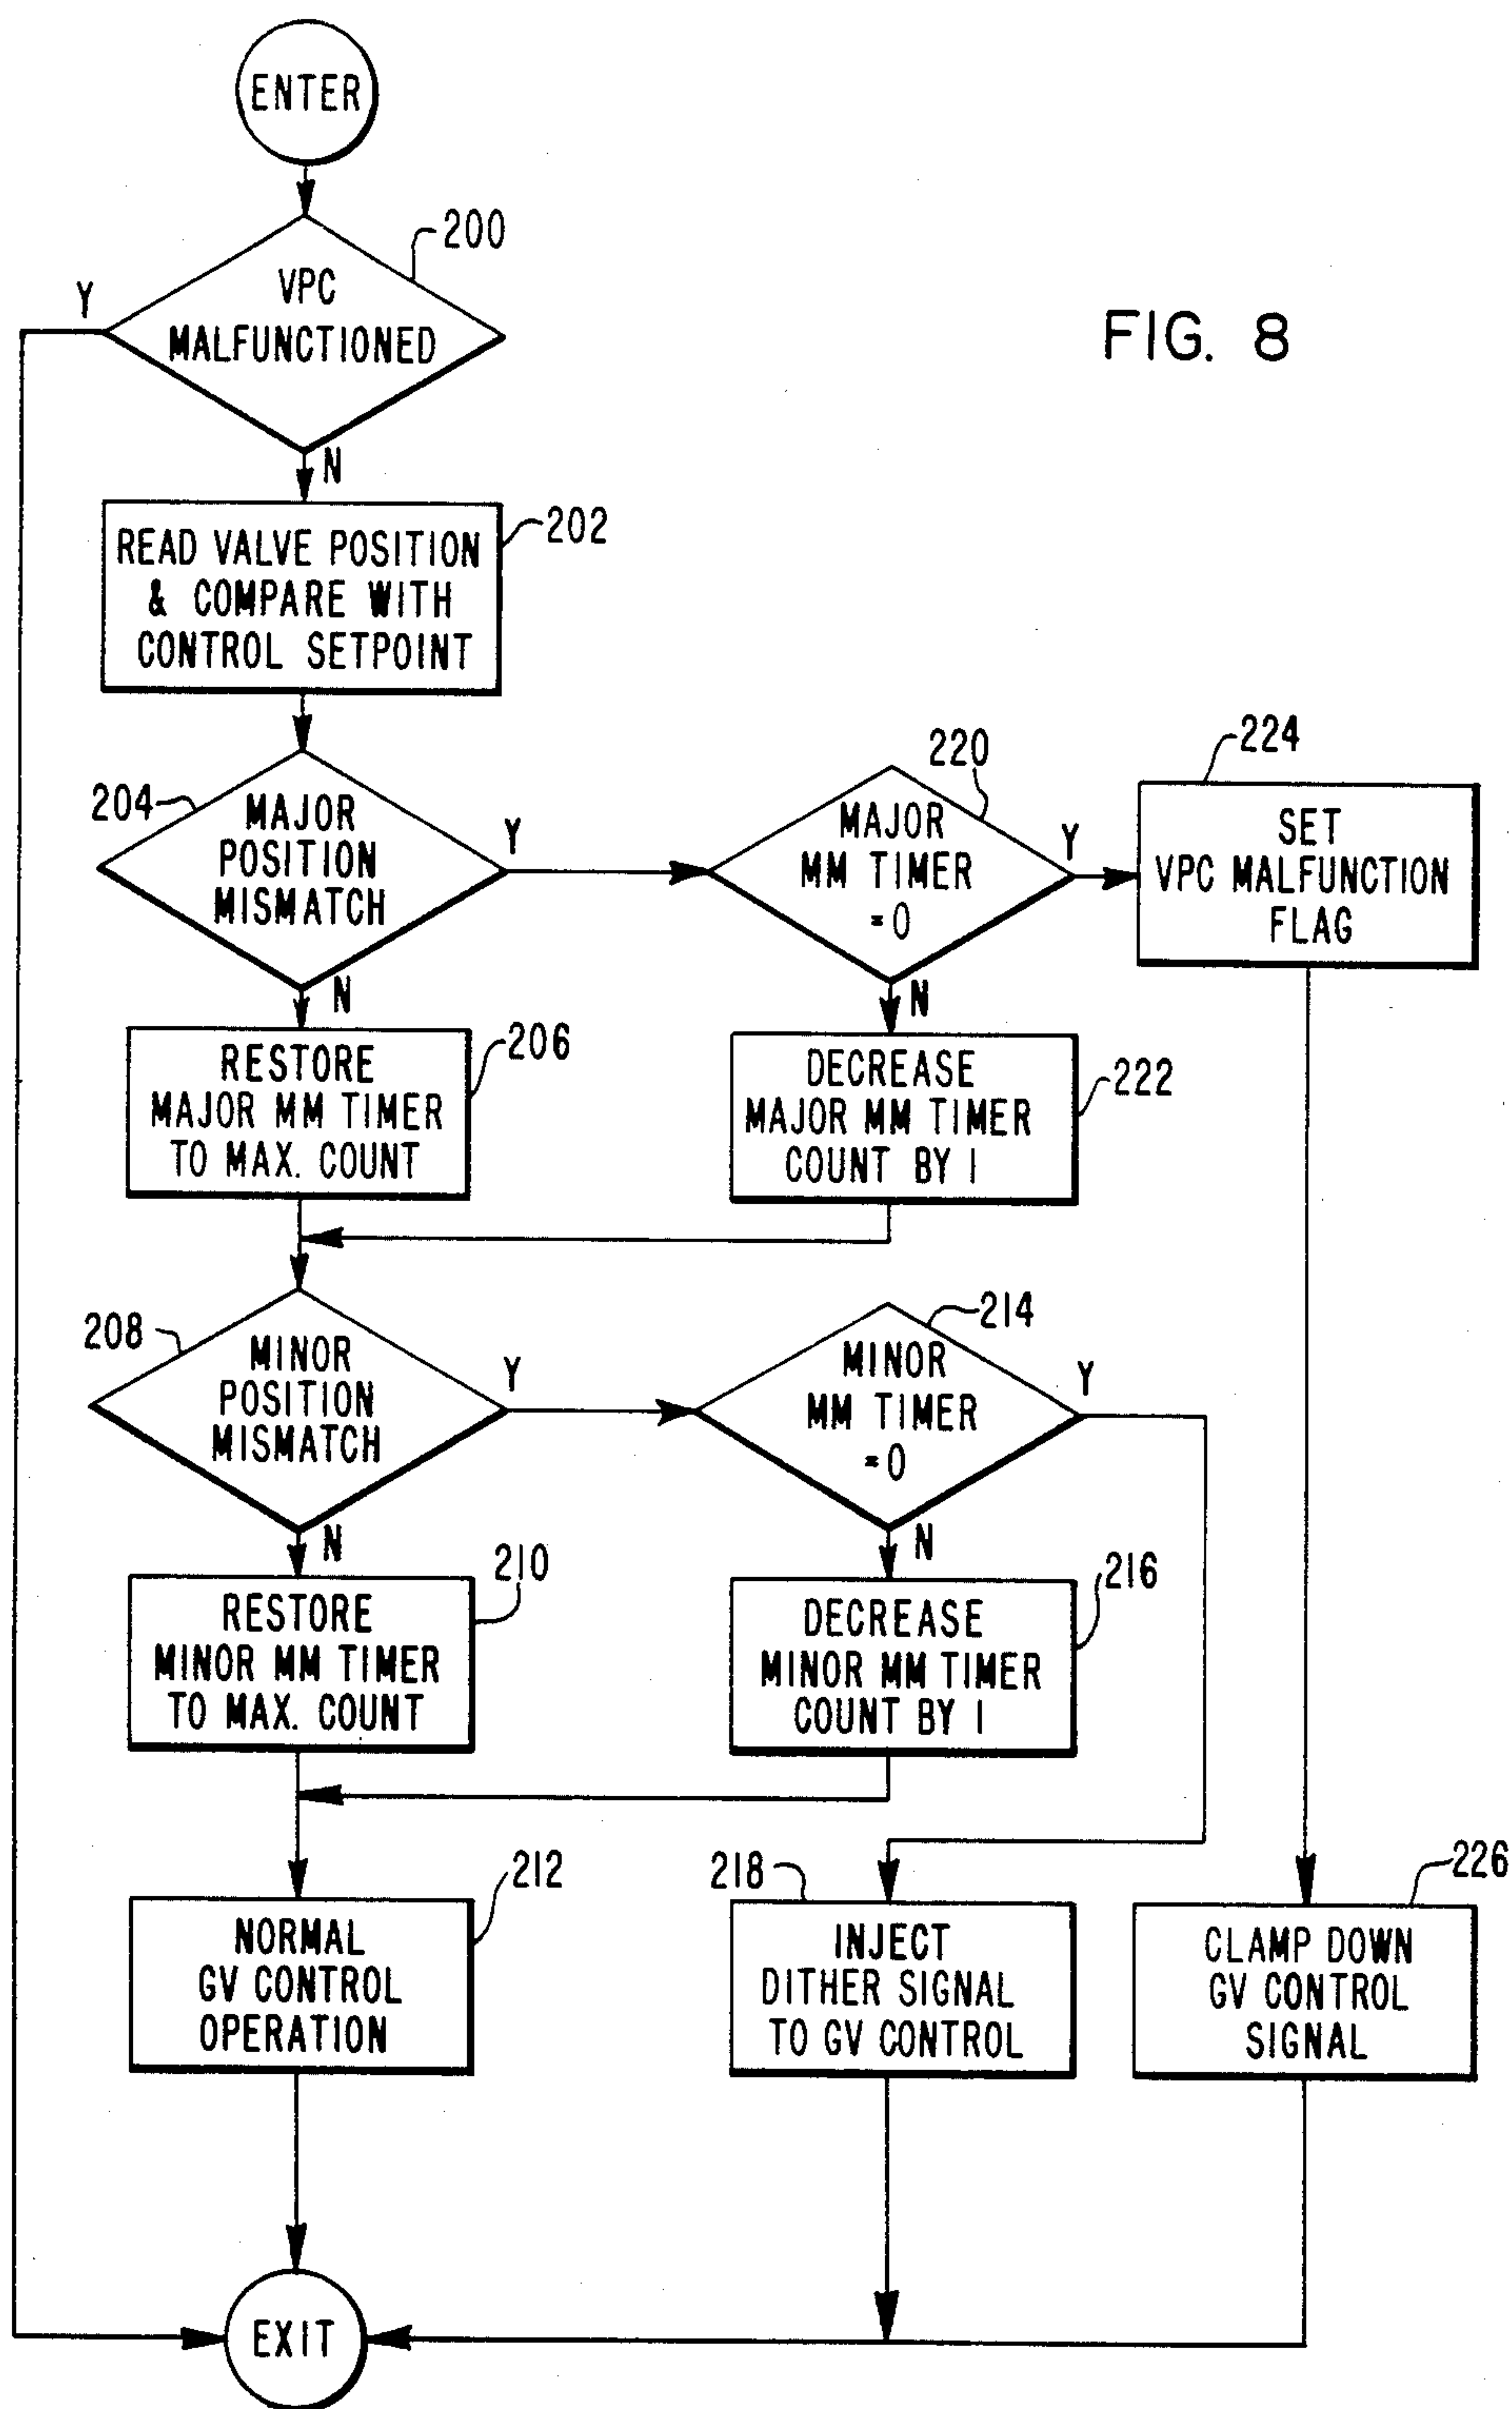 ENTER
200
VPC
MALFUNCTIONED
Y
N
FIG. 8
READ VALVE POSITION
& COMPARE WITH
CONTROL SETPOINT
202
204
MAJOR
POSITION
MISMATCH
Y
N
220
MAJOR
MM TIMER
=0
Y
N
224
SET
VPC MALFUNCTION
FLAG
RESTORE
MAJOR MM TIMER
TO MAX. COUNT
206
DECREASE
MAJOR MM TIMER
COUNT BY 1
222
208
MINOR
POSITION
MISMATCH
Y
N
214
MINOR
MM TIMER
=0
Y
N
210
RESTORE
MINOR MM TIMER
TO MAX. COUNT
216
DECREASE
MINOR MM TIMER
COUNT BY 1
212
NORMAL
GV CONTROL
OPERATION
218
INJECT
DITHER SIGNAL
TO GV CONTROL
226
CLAMP DOWN
GV CONTROL
SIGNAL
EXIT